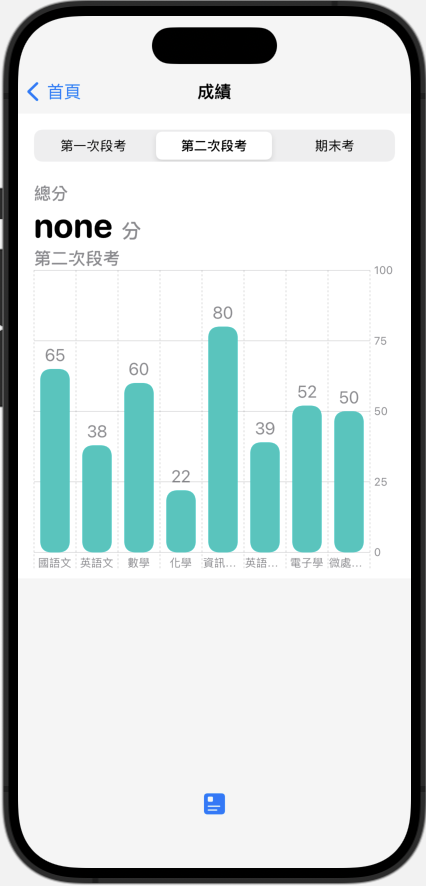 首頁
成績
第一次段考 第二次段考 期末考
總分
none 分
第二次段考
100
75
50
25
0
65 38 60 22 80 39 52 50
國語文 英語文 數學 化學 資訊… 英語… 電子學 微處…